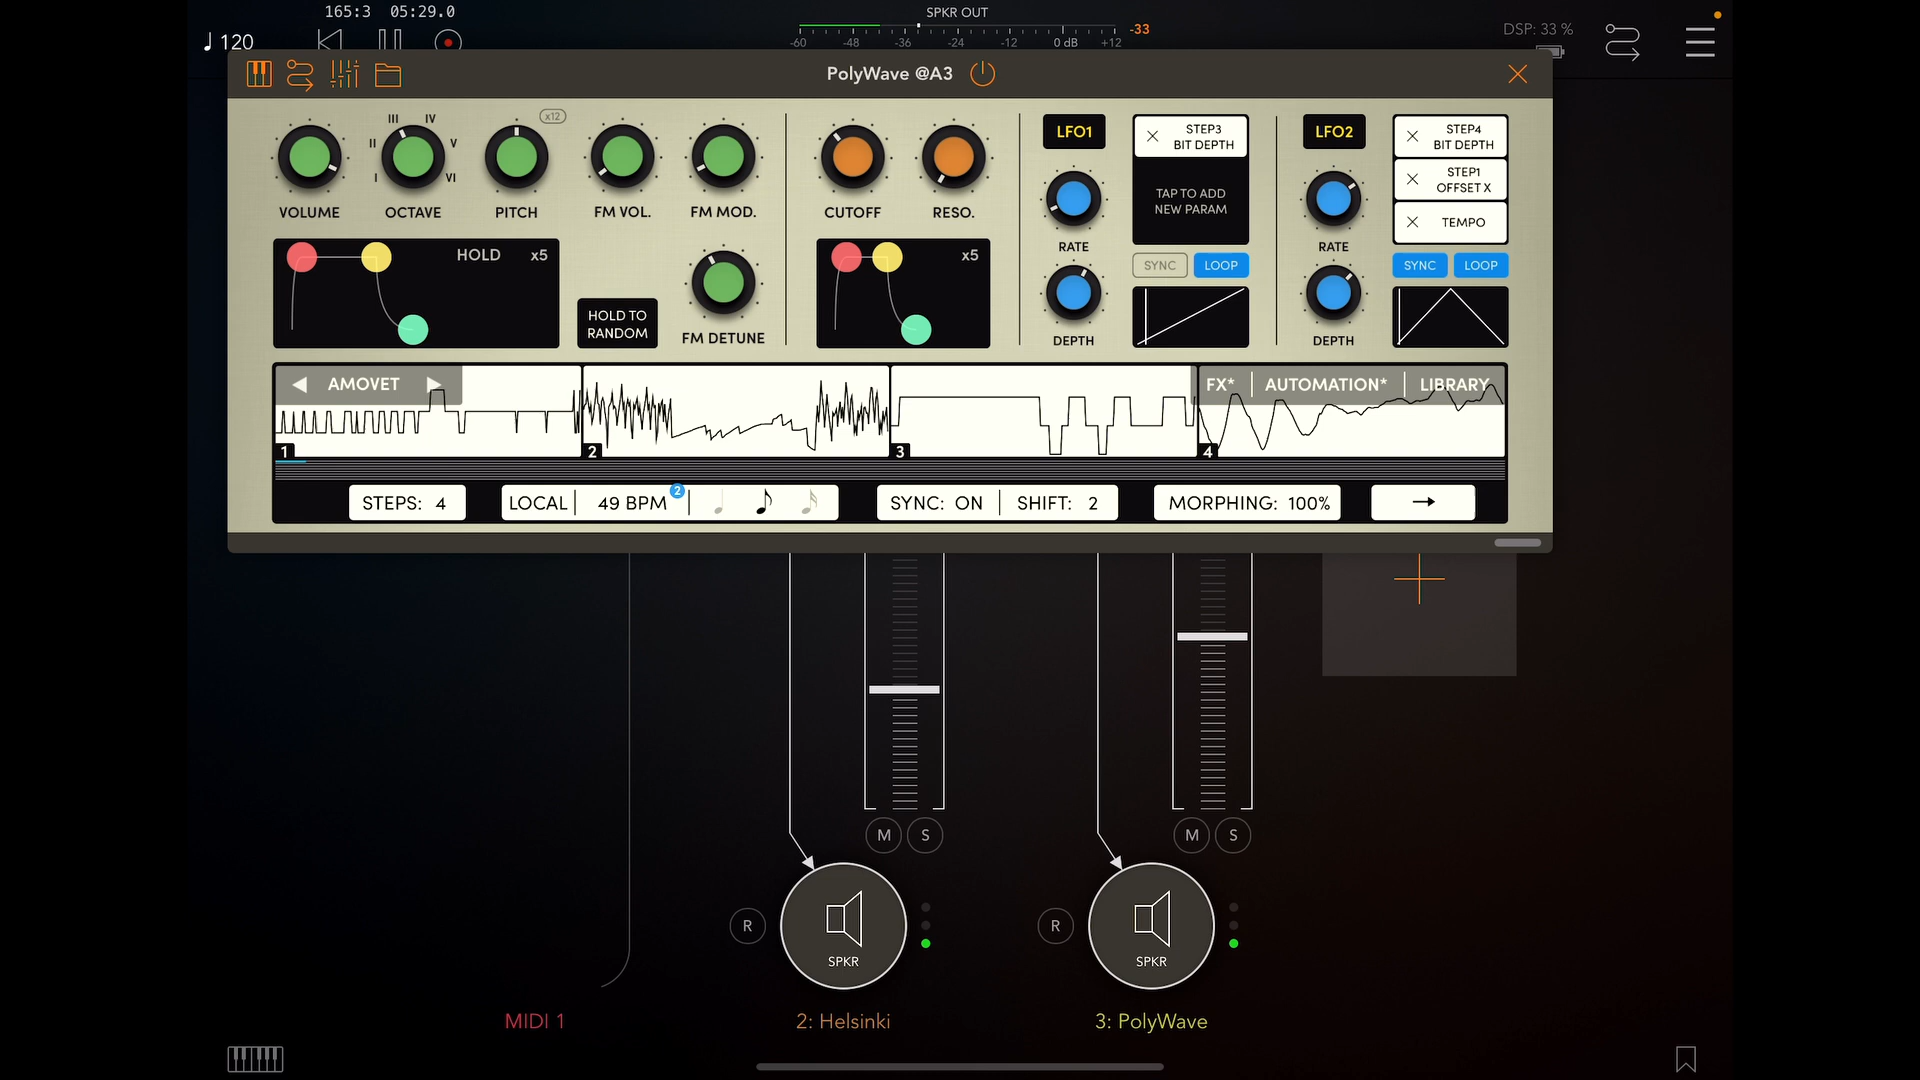 165:3 05:29.0
SPKR OUT
120
-60 -48 -36 -24 -12 0 dB +12
-33
DSP: 33 %
PolyWave @A3
x12
III IV
II V
I VI
VOLUME OCTAVE PITCH FM VOL. FM MOD.
CUTOFF RESO.
LFO1
STEP3
BIT DEPTH
TAP TO ADD
NEW PARAM
RATE
SYNC LOOP
DEPTH
LFO2
STEP4
BIT DEPTH
STEP1
OFFSET X
TEMPO
RATE
SYNC LOOP
DEPTH
HOLD x5
HOLD TO
RANDOM
FM DETUNE
x5
AMOVET
FX* AUTOMATION* LIBRARY
1 2 3 4
STEPS: 4
LOCAL 49 BPM 2
SYNC: ON SHIFT: 2
MORPHING: 100%
M S M S
R SPKR R SPKR
MIDI 1 2: Helsinki 3: PolyWave